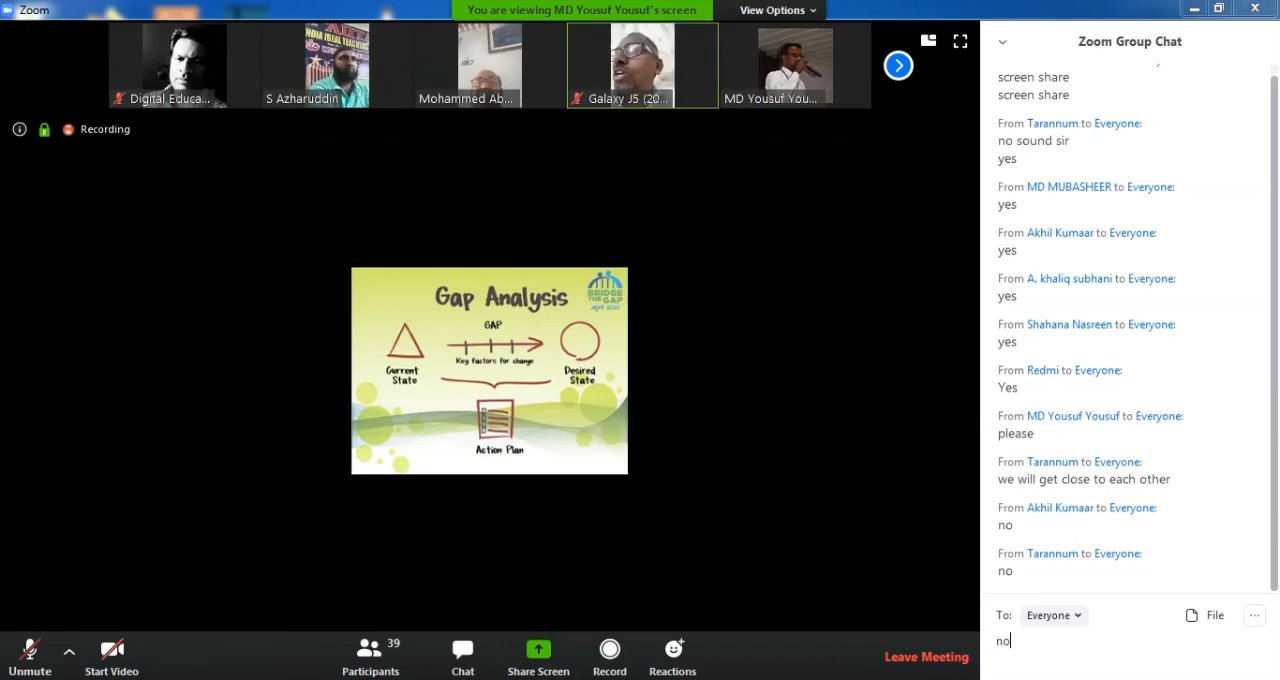 Zoom
You are viewing MD Yousuf Yousuf's screen
View Options
Digital Educa...
INDIA IDEAL TEACHERS
S Azharuddin
Mohammed Ab...
Galaxy J5 (20...
MD Yousuf You...
Recording
Gap Analysis
BRIDGE
THE GAP
GAP
Key factors for change
Current
State
Desired
State
Action Plan
Unmute
Start Video
39
Participants
Chat
Share Screen
Record
Reactions
Leave Meeting
Zoom Group Chat
screen share
screen share
From Tarannum to Everyone:
no sound sir
yes
From MD MUBASHEER to Everyone:
yes
From Akhil Kumaar to Everyone:
yes
From A. khaliq subhani to Everyone:
yes
From Shahana Nasreen to Everyone:
yes
From Redmi to Everyone:
Yes
From MD Yousuf Yousuf to Everyone:
please
From Tarannum to Everyone:
we will get close to each other
From Akhil Kumaar to Everyone:
no
From Tarannum to Everyone:
no
To: Everyone
File
no